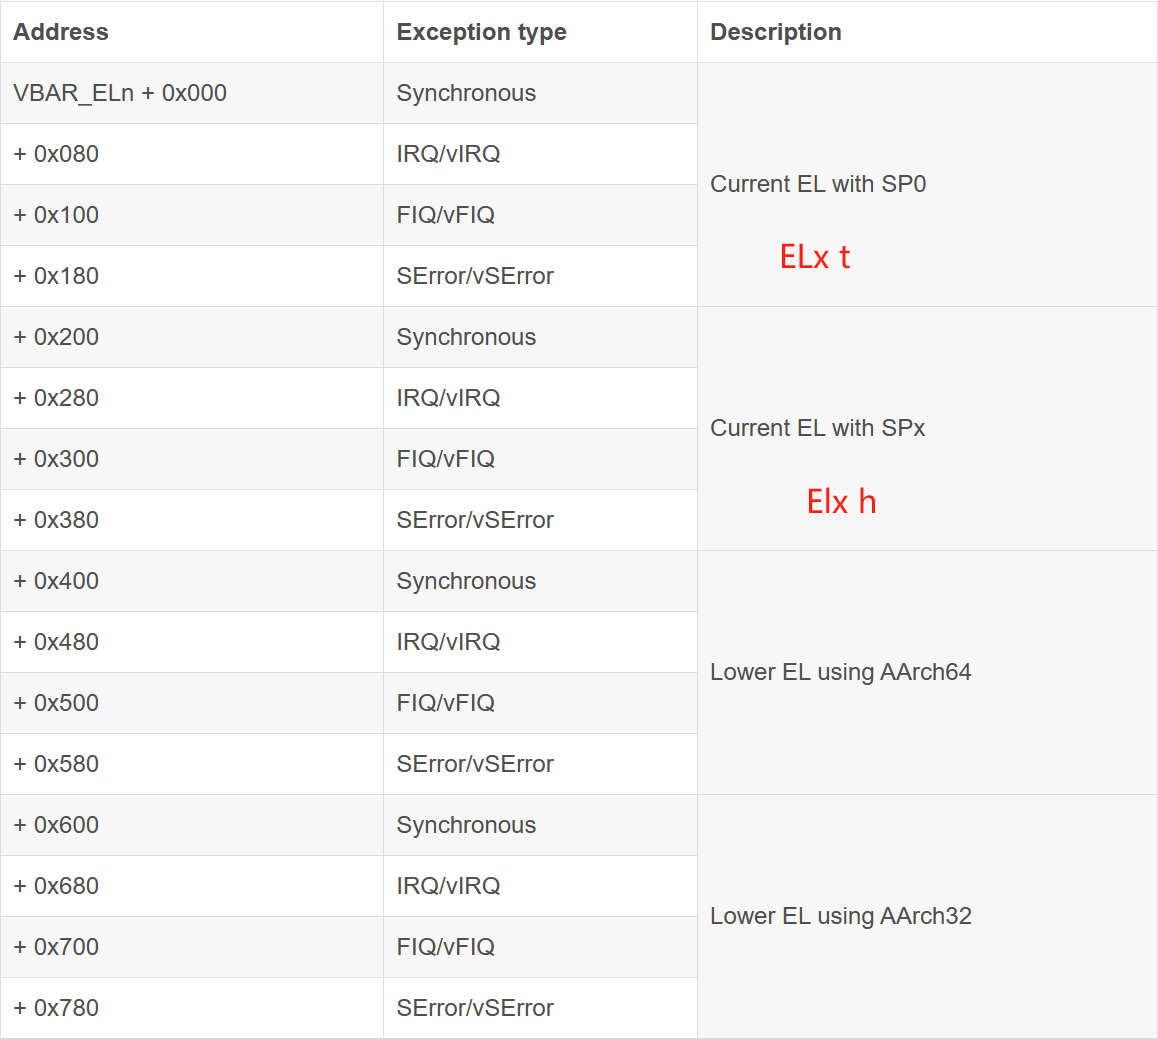 Address Exception type Description
VBAR_ELn + 0x000 Synchronous
+ 0x080 IRQ/vIRQ
Current EL with SP0
+ 0x100 FIQ/vFIQ
ELx t
+ 0x180 SError/vSError
+ 0x200 Synchronous
+ 0x280 IRQ/vIRQ
Current EL with SPx
+ 0x300 FIQ/vFIQ
Elx h
+ 0x380 SError/vSError
+ 0x400 Synchronous
+ 0x480 IRQ/vIRQ
Lower EL using AArch64
+ 0x500 FIQ/vFIQ
+ 0x580 SError/vSError
+ 0x600 Synchronous
+ 0x680 IRQ/vIRQ
Lower EL using AArch32
+ 0x700 FIQ/vFIQ
+ 0x780 SError/vSError